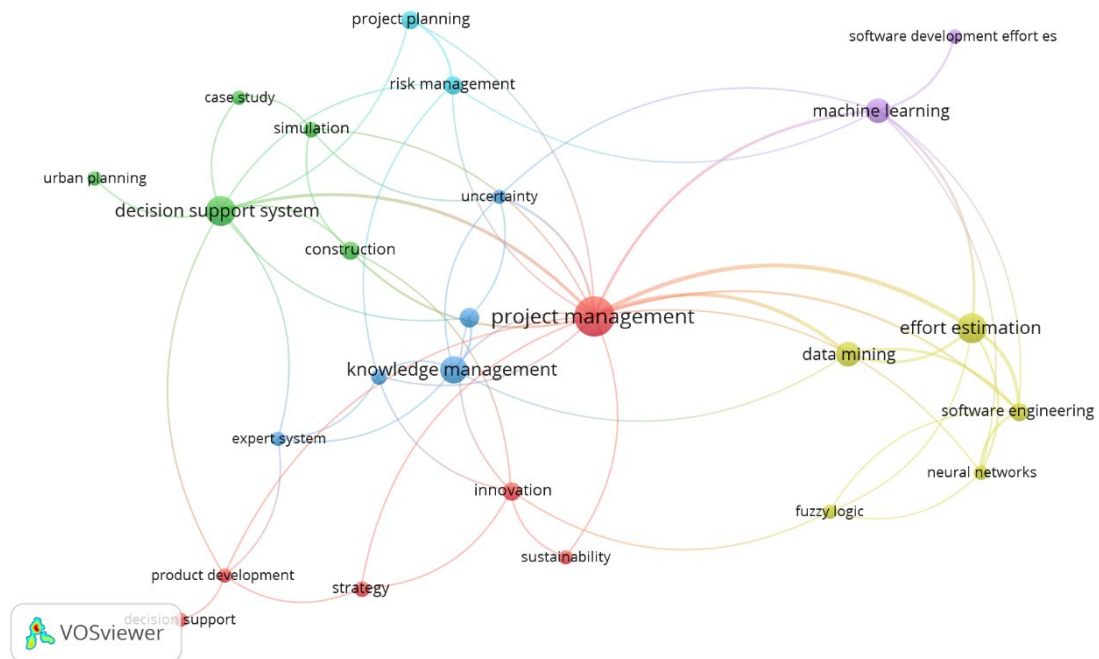 project planning
software development effort es
risk management
case study
machine learning
simulation
urban planning
uncertainty
decision support system
construction
project management
effort estimation
data mining
knowledge management
software engineering
expert system
neural networks
innovation
fuzzy logic
sustainability
product development
strategy
decision support
VOSviewer